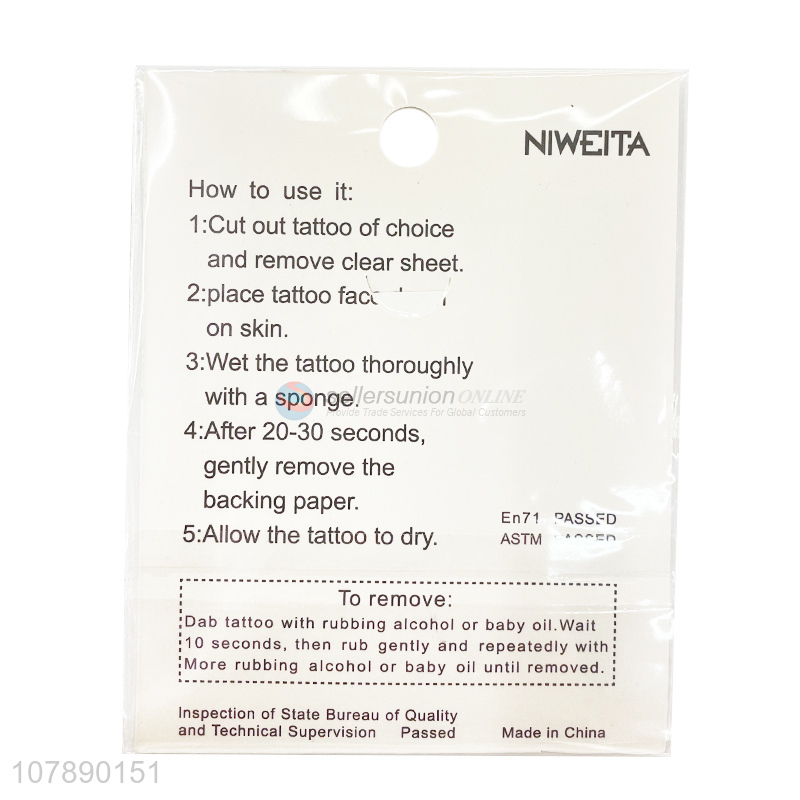 NIWEITA
How to use it:
1:Cut out tattoo of choice
and remove clear sheet.
2:place tattoo
on skin.
3:Wet the tattoo thoroughly
with a sponge.
sellersunion ONLINE
Provide Trade Services For Global Customers
4:After 20-30 seconds,
gently remove the
backing paper.
5:Allow the tattoo to dry.
En71 PASSED
ASTM
To remove:
Dab tattoo with rubbing alcohol or baby oil.Wait
10 seconds, then rub gently and repeatedly with
More rubbing alcohol or baby oil until removed.
Inspection of State Bureau of Quality
and Technical Supervision Passed
Made in China
107890151